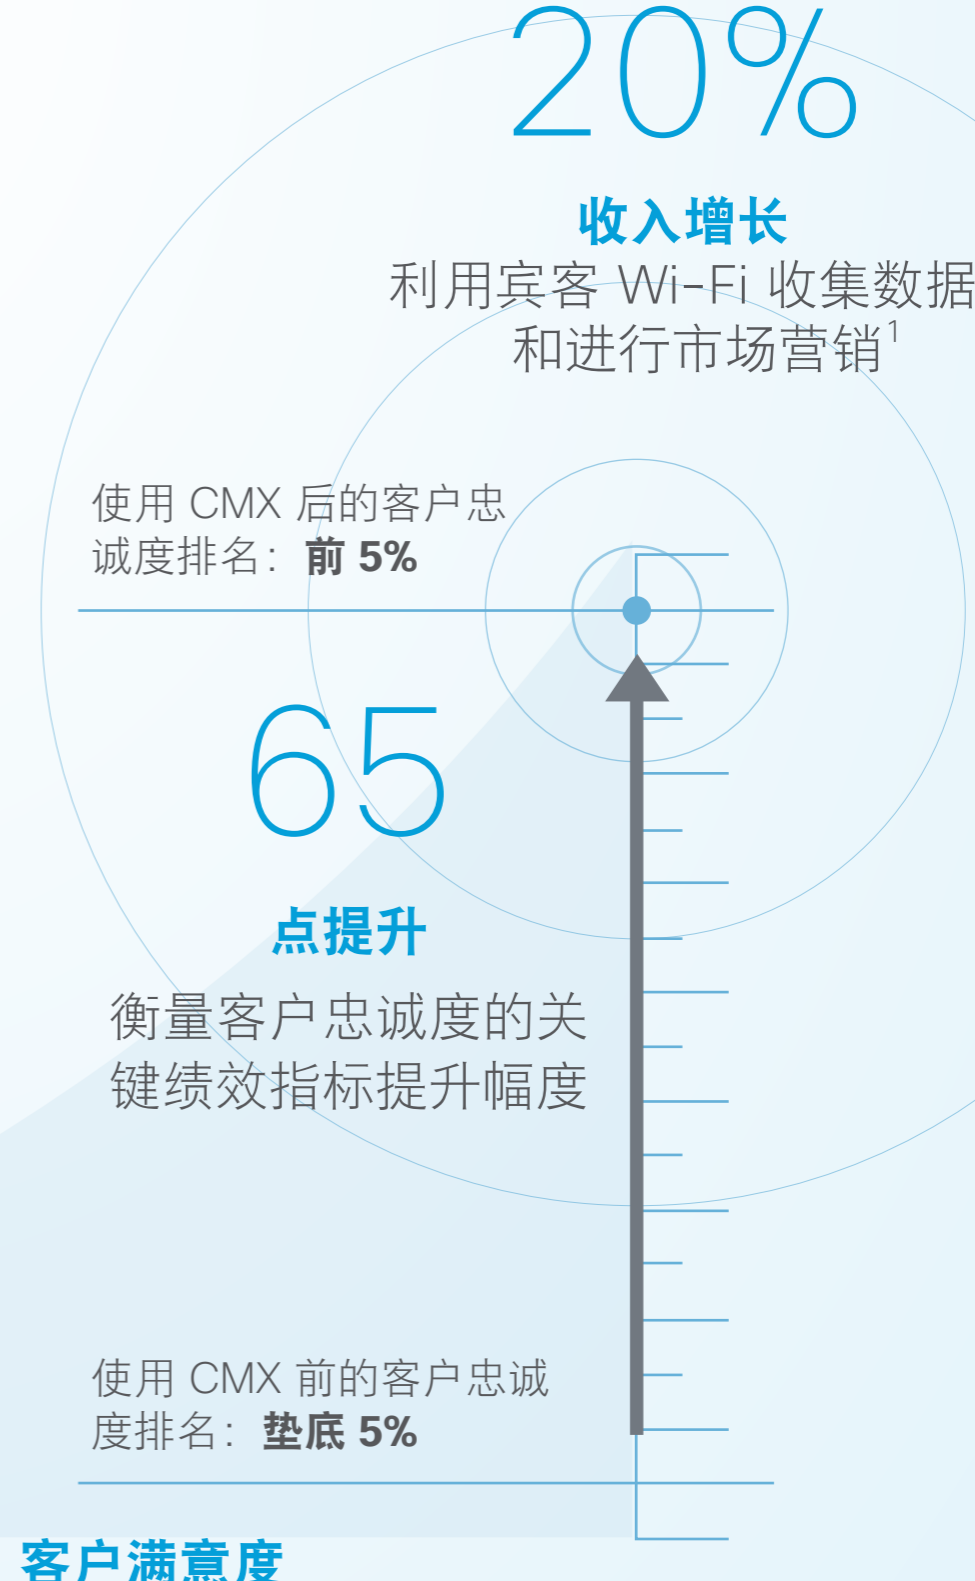 20%
收入增长
利用宾客 Wi-Fi 收集数据
和进行市场营销1
使用 CMX 后的客户忠
诚度排名：前 5%
65
点提升
衡量客户忠诚度的关
键绩效指标提升幅度
使用 CMX 前的客户忠诚
度排名：垫底 5%
客户满意度